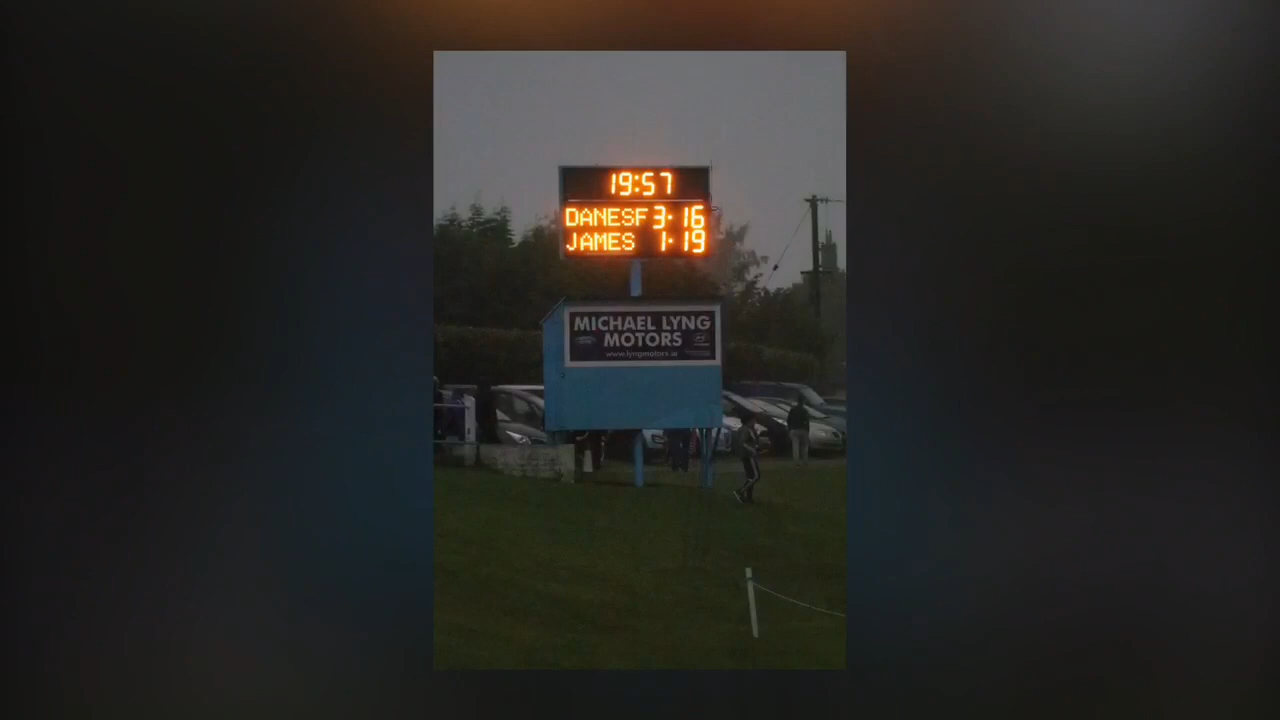 19:57
DANESF 3·16
JAMES 1·19
MICHAEL LYNG
MOTORS
www.lyngmotors.ie